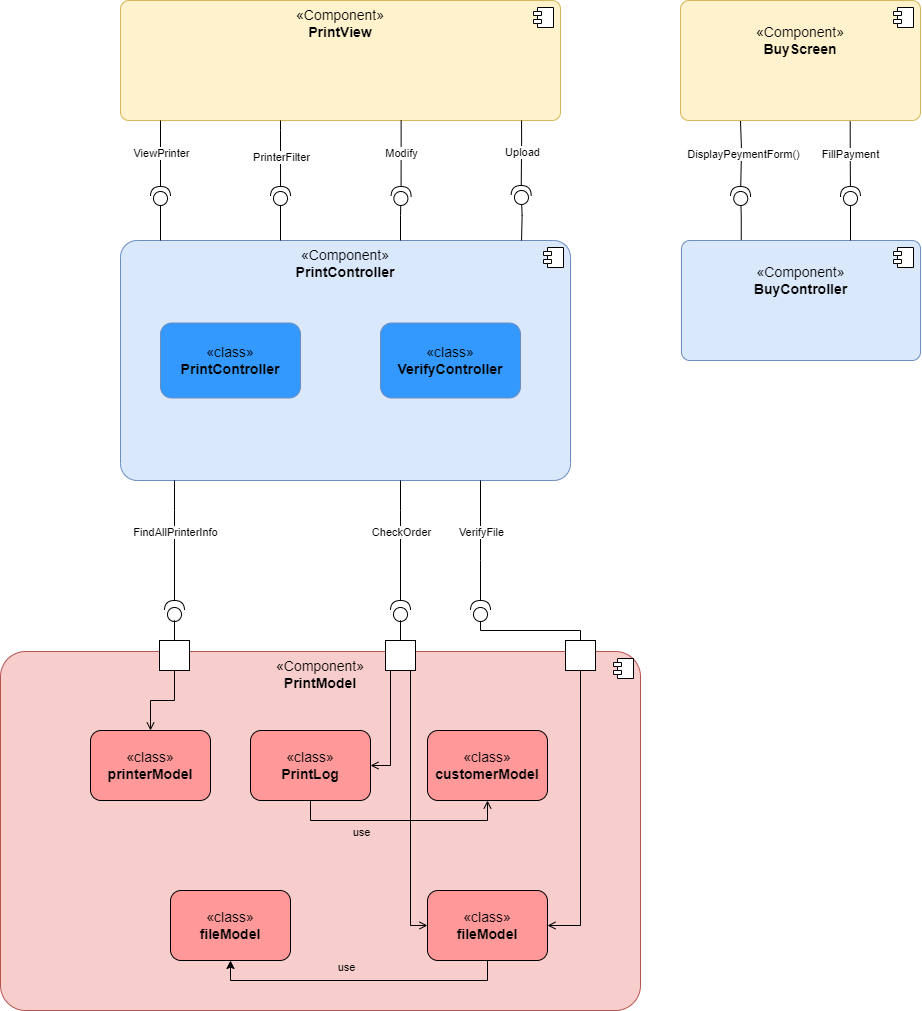 «Component»
PrintView
«Component»
BuyScreen
ViewPrinter
PrinterFilter
Modify
Upload
DisplayPeymentForm()
FillPayment
«Component»
PrintController
«Component»
BuyController
«class»
PrintController
«class»
VerifyController
FindAllPrinterInfo
CheckOrder
VerifyFile
«Component»
PrintModel
«class»
printerModel
«class»
PrintLog
«class»
customerModel
use
«class»
fileModel
«class»
fileModel
use